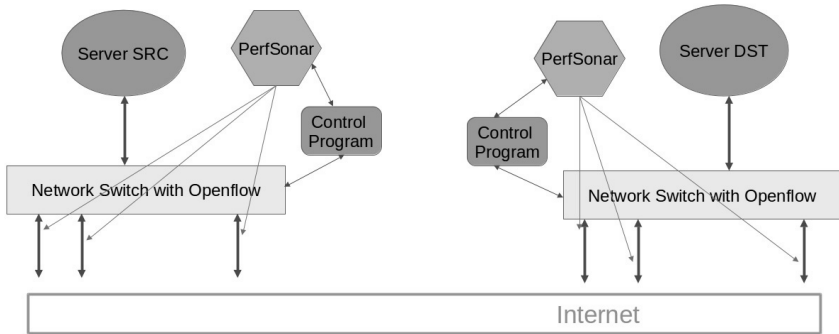 Server SRC
PerfSonar
Control
Program
Network Switch with Openflow
PerfSonar
Server DST
Control
Program
Network Switch with Openflow
Internet